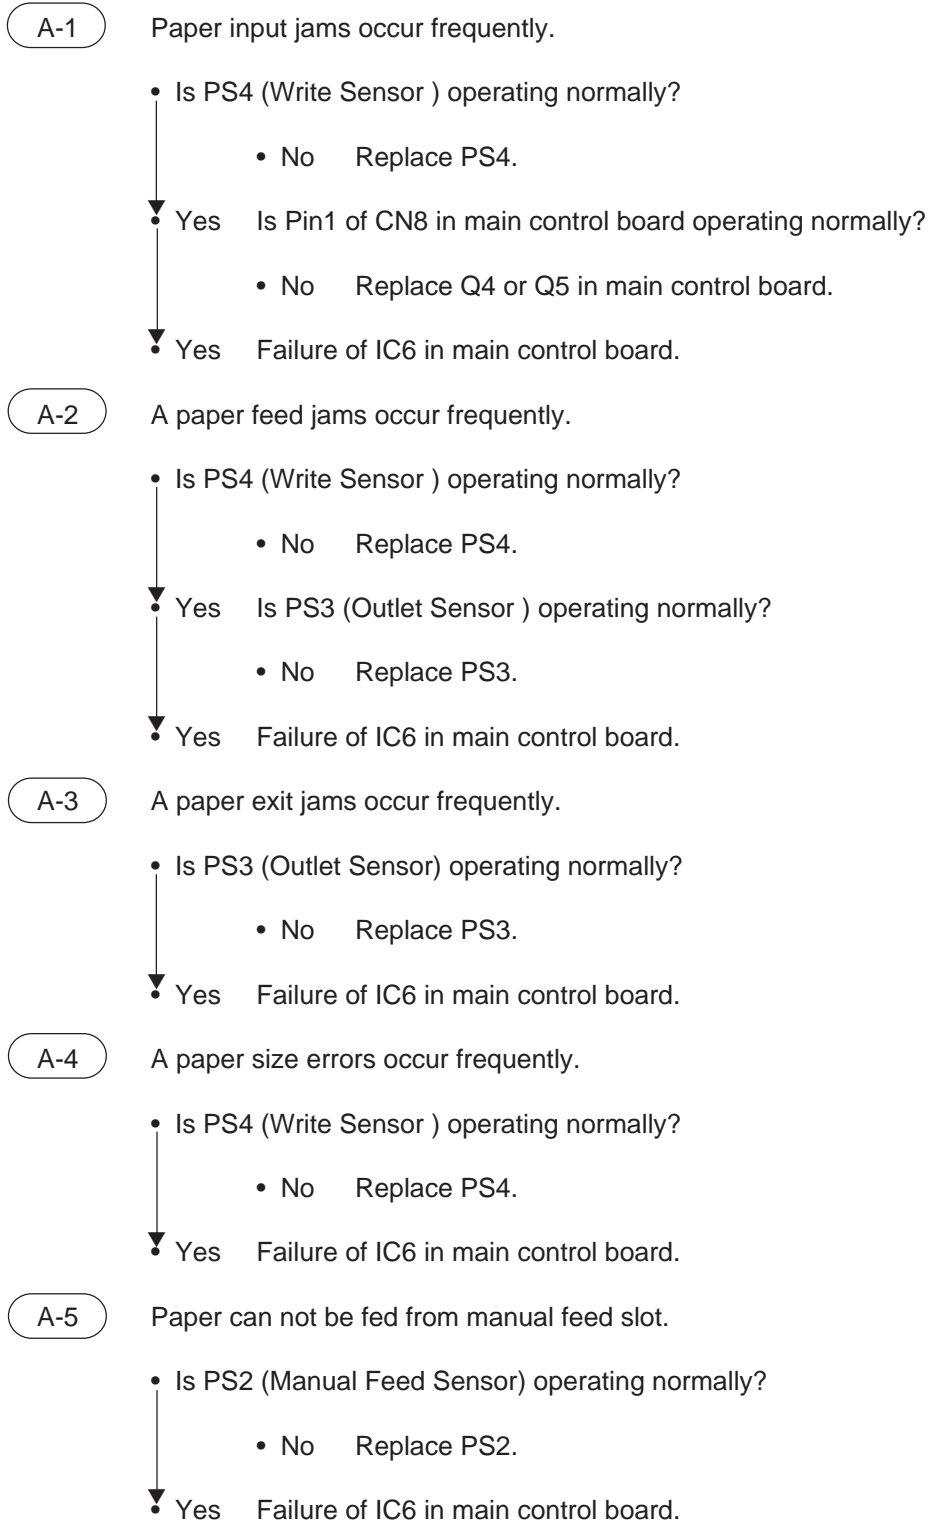 A-1 Paper input jams occur frequently.
• Is PS4 (Write Sensor ) operating normally?
• No Replace PS4.
• Yes Is Pin1 of CN8 in main control board operating normally?
• No Replace Q4 or Q5 in main control board.
• Yes Failure of IC6 in main control board.
A-2 A paper feed jams occur frequently.
• Is PS4 (Write Sensor ) operating normally?
• No Replace PS4.
• Yes Is PS3 (Outlet Sensor ) operating normally?
• No Replace PS3.
• Yes Failure of IC6 in main control board.
A-3 A paper exit jams occur frequently.
• Is PS3 (Outlet Sensor) operating normally?
• No Replace PS3.
• Yes Failure of IC6 in main control board.
A-4 A paper size errors occur frequently.
• Is PS4 (Write Sensor ) operating normally?
• No Replace PS4.
• Yes Failure of IC6 in main control board.
A-5 Paper can not be fed from manual feed slot.
• Is PS2 (Manual Feed Sensor) operating normally?
• No Replace PS2.
• Yes Failure of IC6 in main control board.